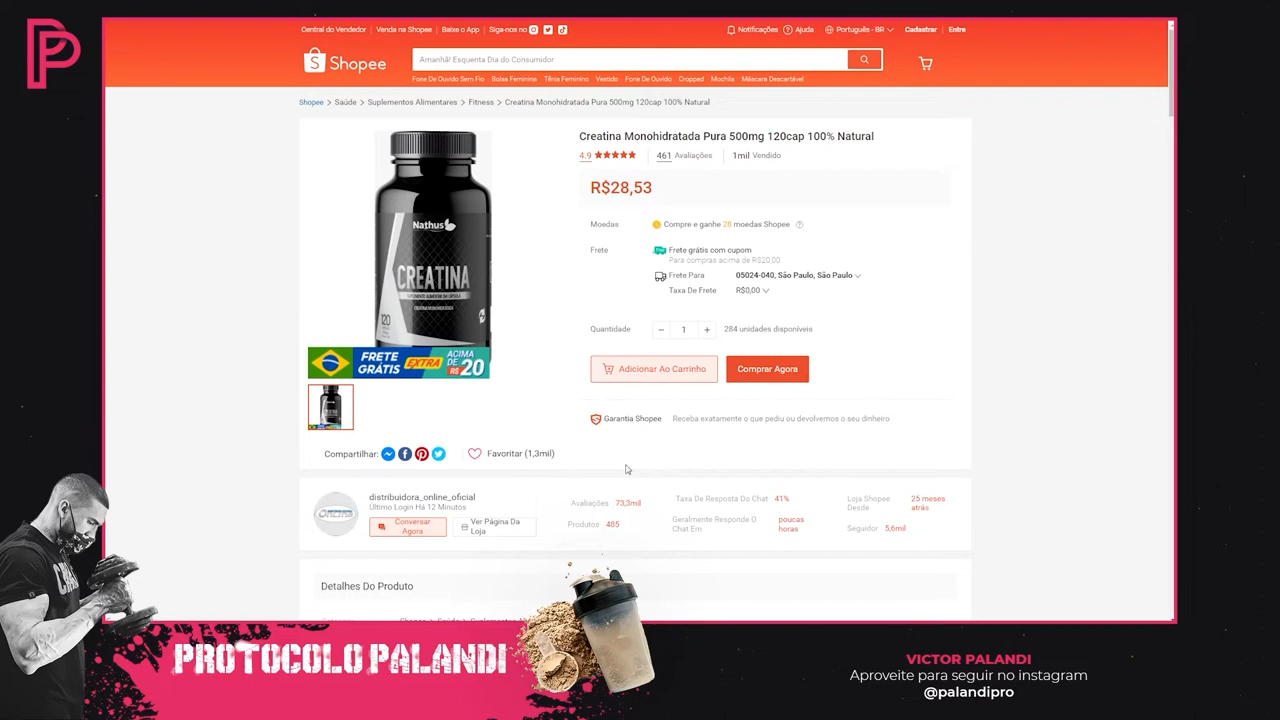 Central do Vendedor Venda na Shopee Baixe o App Siga-nos no
Notificações Ajuda Português - BR Cadastrar Entre
Shopee
Amanhã! Esquenta Dia do Consumidor
Fone De Ouvido Sem Fio Bolsa Feminina Tênis Feminino Vestido Fone De Ouvido Cropped Mochila Máscara Descartável
Shopee > Saúde > Suplementos Alimentares > Fitness > Creatina Monohidratada Pura 500mg 120cap 100% Natural
Creatina Monohidratada Pura 500mg 120cap 100% Natural
4.9 461 Avaliações 1mil Vendido
R$28,53
Moedas Compre e ganhe 28 moedas Shopee
Frete Frete grátis com cupom
Para compras acima de R$20,00
Frete Para 05024-040, São Paulo, São Paulo
Taxa De Frete R$0,00
Quantidade 1 284 unidades disponíveis
Adicionar Ao Carrinho
Comprar Agora
Garantia Shopee Receba exatamente o que pediu ou devolvemos o seu dinheiro
Nathus
CREATINA
SUPLEMENTO ALIMENTAR EM CÁPSULA
CREATINA MONOHIDRATADA
120
FRETE GRÁTIS EXTRA ACIMA DE R$ 20
Compartilhar: Favoritar (1,3mil)
distribuidora_online_oficial
Último Login Há 12 Minutos
Conversar Agora
Ver Página Da Loja
Avaliações 73,3mil
Produtos 485
Taxa De Resposta Do Chat 41%
Geralmente Responde O Chat Em poucas horas
Loja Shopee Desde 25 meses atrás
Seguidor 5,6mil
Detalhes Do Produto
PROTOCOLO PALANDI
VICTOR PALANDI
Aproveite para seguir no instagram
@palandipro